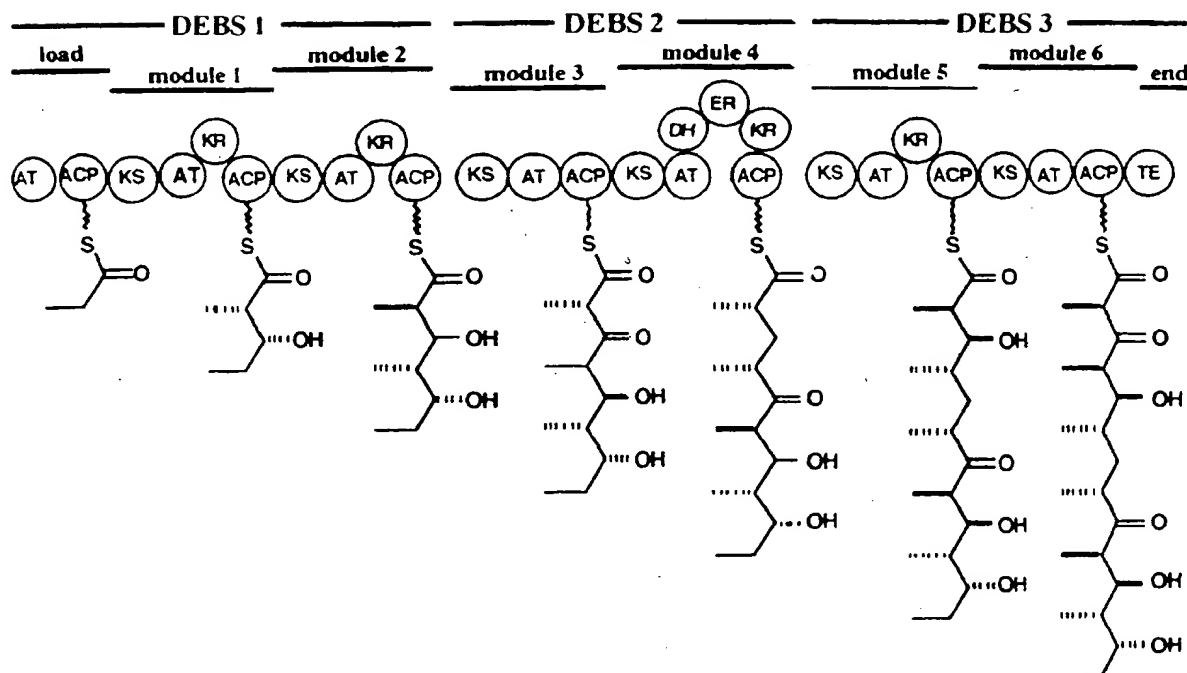 DEBS 1 DEBS 2 DEBS 3
load module 2 module 4 module 6
module 1 module 3 module 5 end
ER
KR KR DH KR KR
AT ACP KS AT ACP KS AT ACP KS AT ACP KS AT ACP KS AT ACP KS AT ACP TE
S S S S S S S
O O O O O O O
OH OH O OH O
OH OH O OH
OH OH O
OH OH O
OH OH
OH